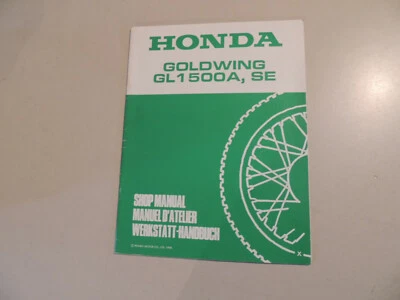 HONDA
GOLDWING
GL1500A, SE
SHOP MANUAL
MANUEL D'ATELIER
WERKSTATT-HANDBUCH